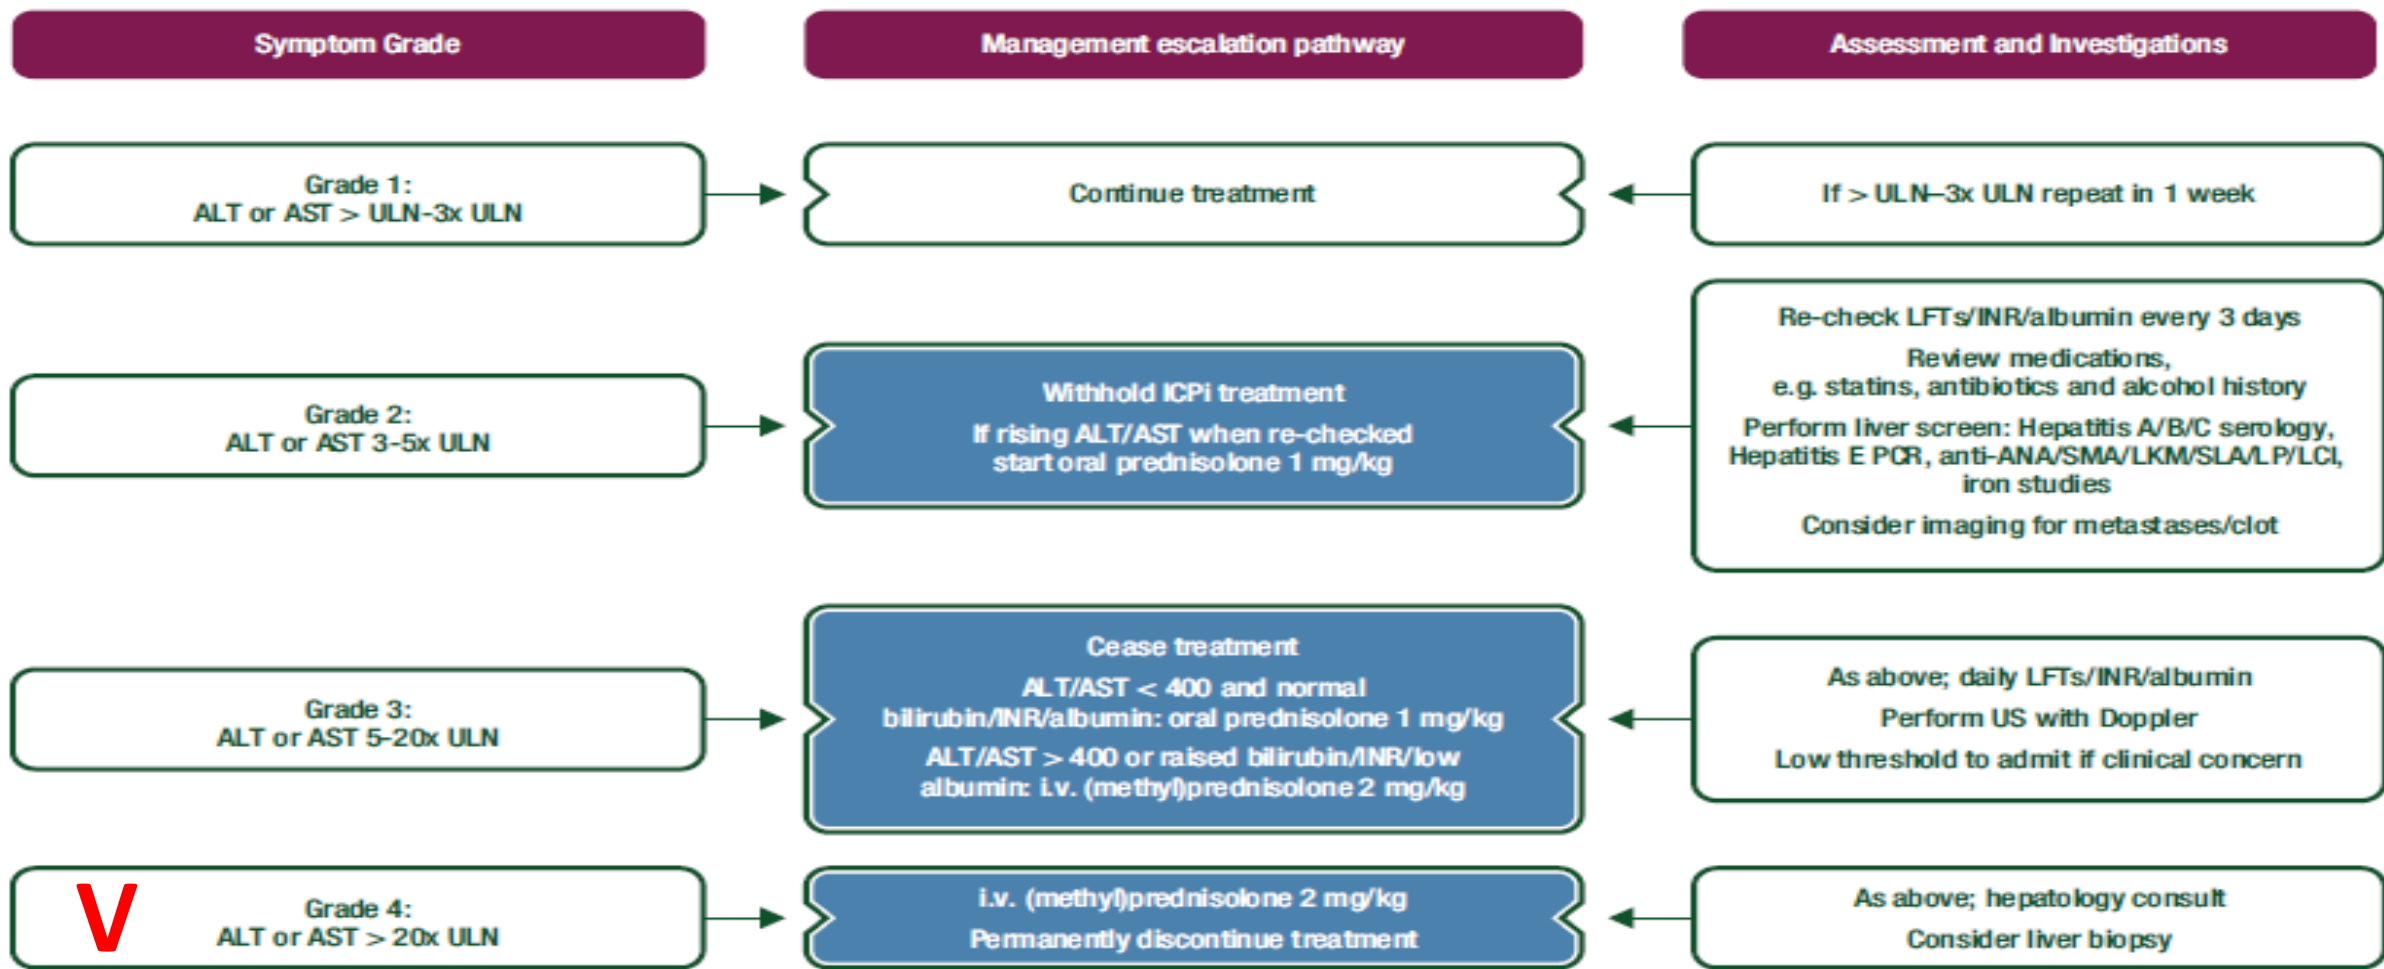 Symptom Grade
Management escalation pathway
Assessment and Investigations
Grade 1:
ALT or AST > ULN-3x ULN
Continue treatment
If > ULN–3x ULN repeat in 1 week
Grade 2:
ALT or AST 3-5x ULN
Withhold ICPi treatment
If rising ALT/AST when re-checked
start oral prednisolone 1 mg/kg
Re-check LFTs/INR/albumin every 3 days
Review medications,
e.g. statins, antibiotics and alcohol history
Perform liver screen: Hepatitis A/B/C serology,
Hepatitis E PCR, anti-ANA/SMA/LKM/SLA/LP/LCI,
iron studies
Consider imaging for metastases/clot
Grade 3:
ALT or AST 5-20x ULN
Cease treatment
ALT/AST < 400 and normal
bilirubin/INR/albumin: oral prednisolone 1 mg/kg
ALT/AST > 400 or raised bilirubin/INR/low
albumin: i.v. (methyl)prednisolone 2 mg/kg
As above; daily LFTs/INR/albumin
Perform US with Doppler
Low threshold to admit if clinical concern
V
Grade 4:
ALT or AST > 20x ULN
i.v. (methyl)prednisolone 2 mg/kg
Permanently discontinue treatment
As above; hepatology consult
Consider liver biopsy